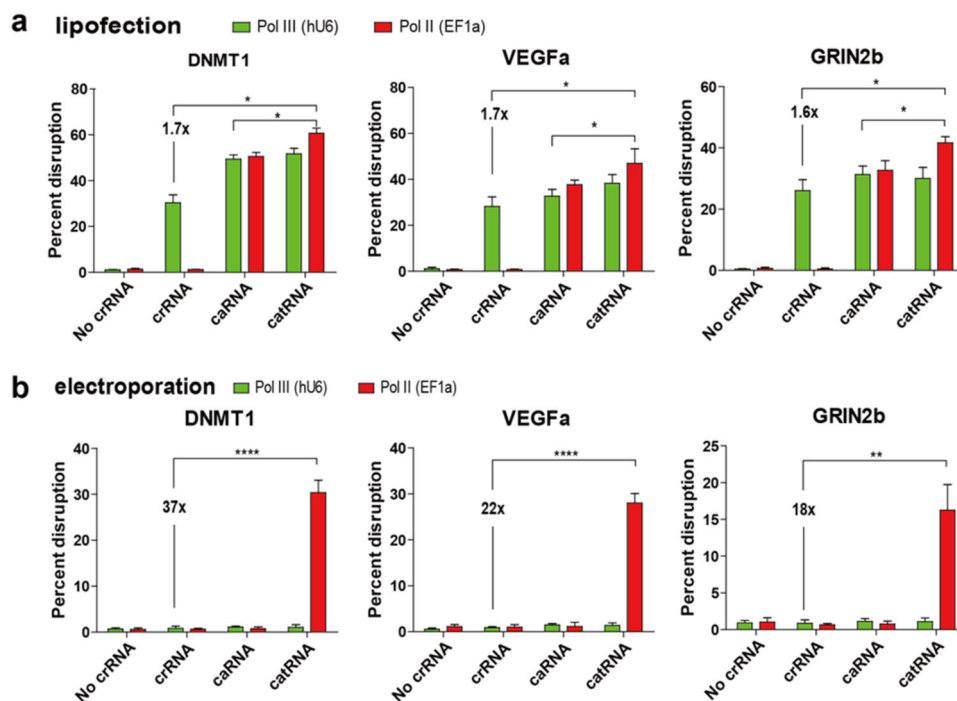 a lipofection Pol III (hU6) Pol II (EF1a)
DNMT1
Percent disruption
80
60
40
20
0
1.7x
*
*
No crRNA
crRNA
caRNA
catRNA
VEGFa
Percent disruption
80
60
40
20
0
1.7x
*
*
No crRNA
crRNA
caRNA
catRNA
GRIN2b
Percent disruption
60
40
20
0
1.6x
*
*
No crRNA
crRNA
caRNA
catRNA
b electroporation Pol III (hU6) Pol II (EF1a)
DNMT1
Percent disruption
40
30
20
10
0
37x
****
No crRNA
crRNA
caRNA
catRNA
VEGFa
Percent disruption
40
30
20
10
0
22x
****
No crRNA
crRNA
caRNA
catRNA
GRIN2b
Percent disruption
25
20
15
10
5
0
18x
**
No crRNA
crRNA
caRNA
catRNA